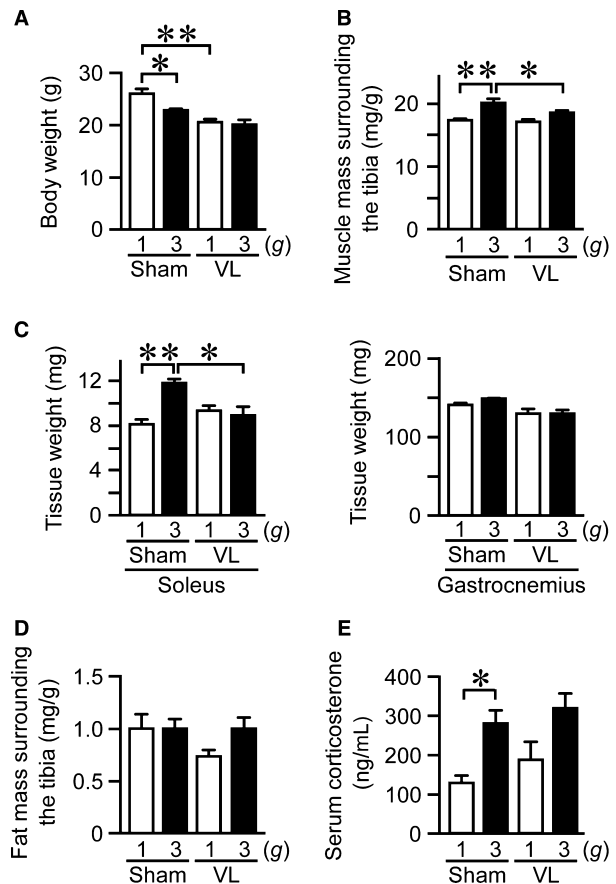 A
Body weight (g)
**
*
30
20
10
0
1 3 1 3 (g)
Sham VL
B
Muscle mass surrounding
the tibia (mg/g)
** *
20
10
0
1 3 1 3 (g)
Sham VL
C
Tissue weight (mg)
** *
12
8
4
0
1 3 1 3 (g)
Sham VL
Soleus
Tissue weight (mg)
200
100
0
1 3 1 3 (g)
Sham VL
Gastrocnemius
D
Fat mass surrounding
the tibia (mg/g)
1.5
1.0
0.5
0
1 3 1 3 (g)
Sham VL
E
Serum corticosterone
(ng/mL)
*
400
300
200
100
0
1 3 1 3 (g)
Sham VL